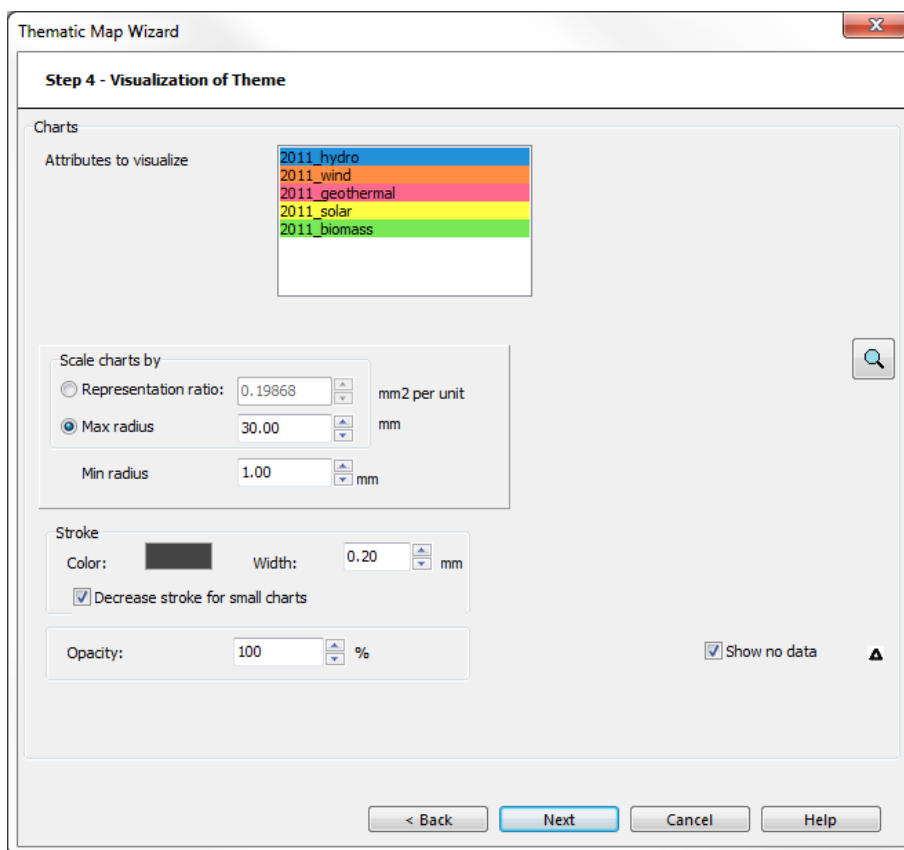 Thematic Map Wizard
Step 4 - Visualization of Theme
Charts
Attributes to visualize
2011_hydro
2011_wind
2011_geothermal
2011_solar
2011_biomass
Scale charts by
Representation ratio: 0.19868 mm2 per unit
Max radius 30.00 mm
Min radius 1.00 mm
Stroke
Color: Width: 0.20 mm
Decrease stroke for small charts
Opacity: 100 %
Show no data
< Back Next Cancel Help